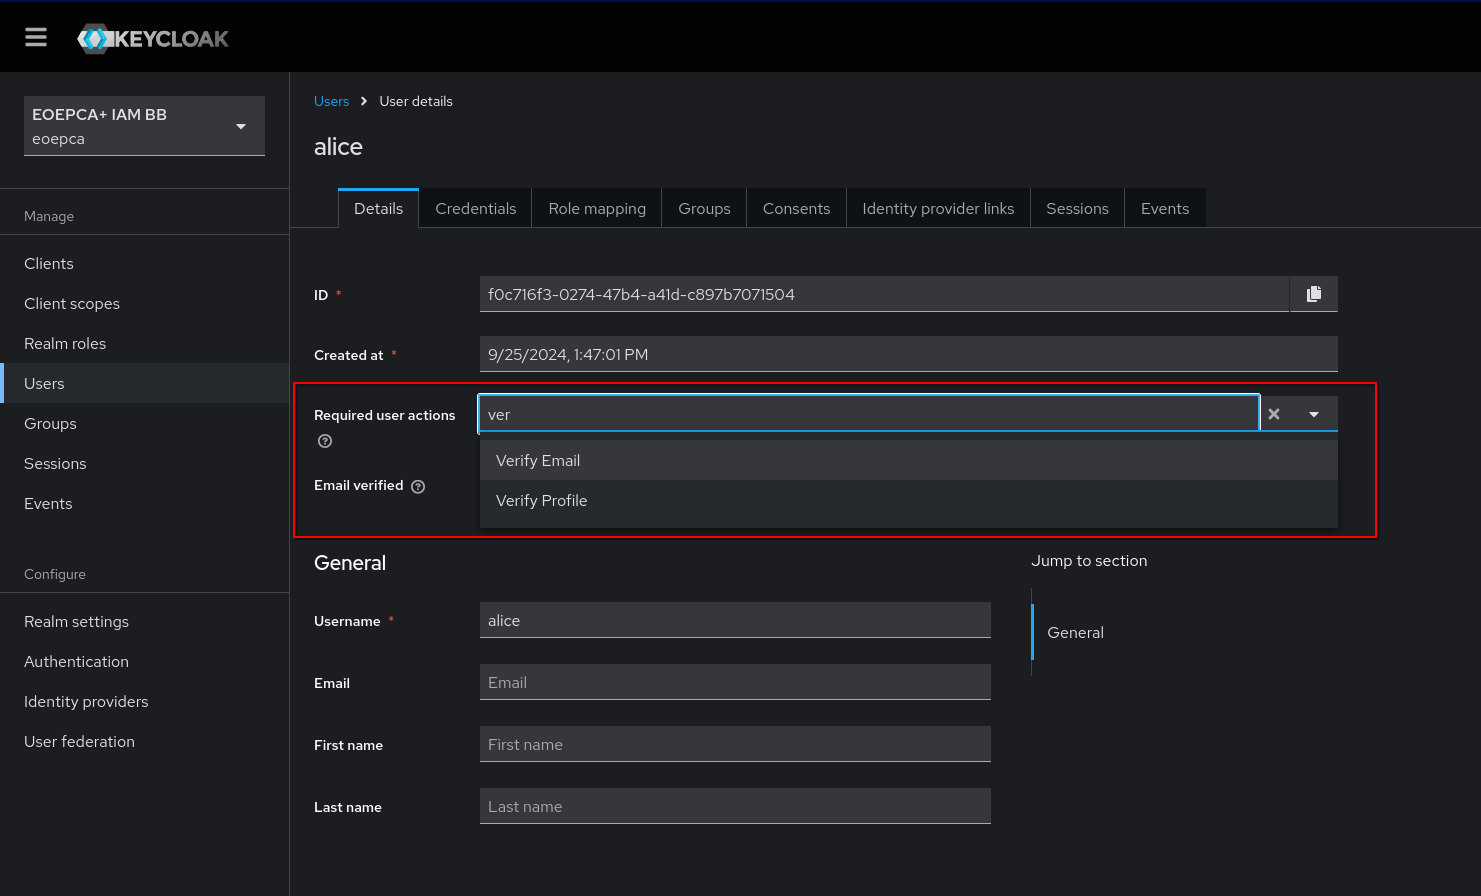 KEYCLOAK
EOEPCA+ IAM BB
eoepca
Manage
Clients
Client scopes
Realm roles
Users
Groups
Sessions
Events
Configure
Realm settings
Authentication
Identity providers
User federation
Users > User details
alice
Details Credentials Role mapping Groups Consents Identity provider links Sessions Events
ID * f0c716f3-0274-47b4-a41d-c897b7071504
Created at * 9/25/2024, 1:47:01 PM
Required user actions ver
Verify Email
Email verified
Verify Profile
General
Jump to section
Username * alice
General
Email Email
First name First name
Last name Last name